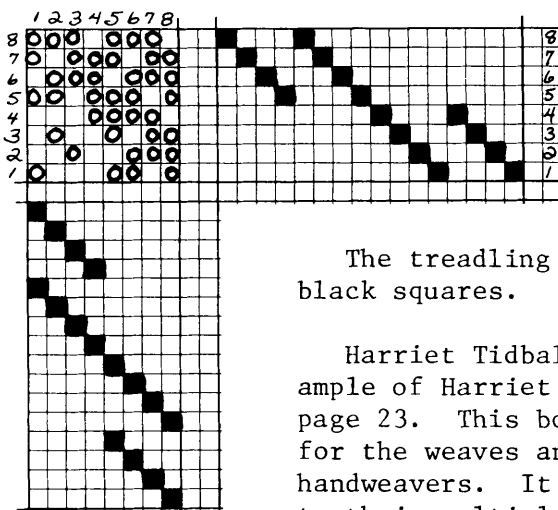 1 2 3 4 5 6 7 8
8 8
7 7
6 6
5 5
4 4
3 3
2 2
1 1
The treadling
black squares.
Harriet Tidbal
ample of Harriet
page 23. This bo
for the weaves an
handweavers. It